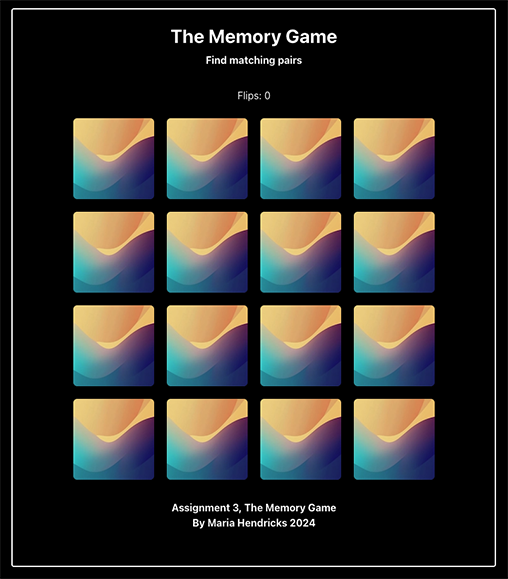 The Memory Game
Find matching pairs
Flips: 0
Assignment 3, The Memory Game
By Maria Hendricks 2024